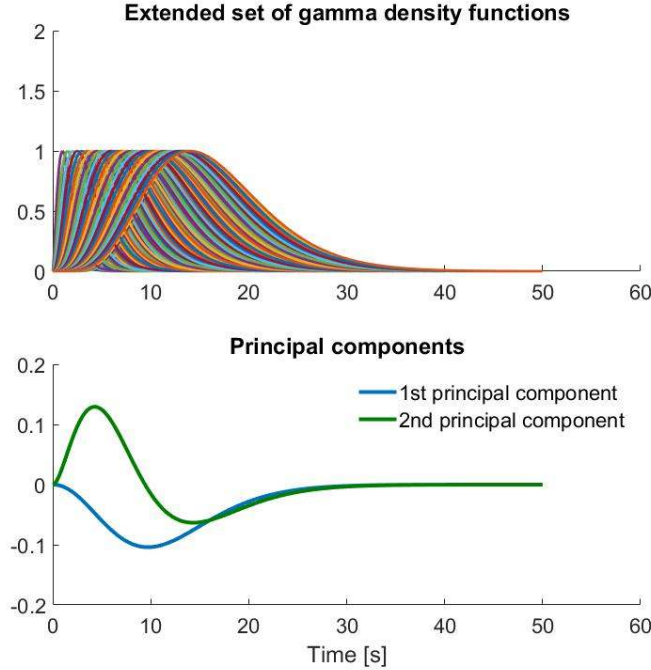 Extended set of gamma density functions
2
1.5
1
0.5
0
0 10 20 30 40 50 60
Principal components
0.2
0.1
0
-0.1
-0.2
1st principal component
2nd principal component
0 10 20 30 40 50 60
Time [s]